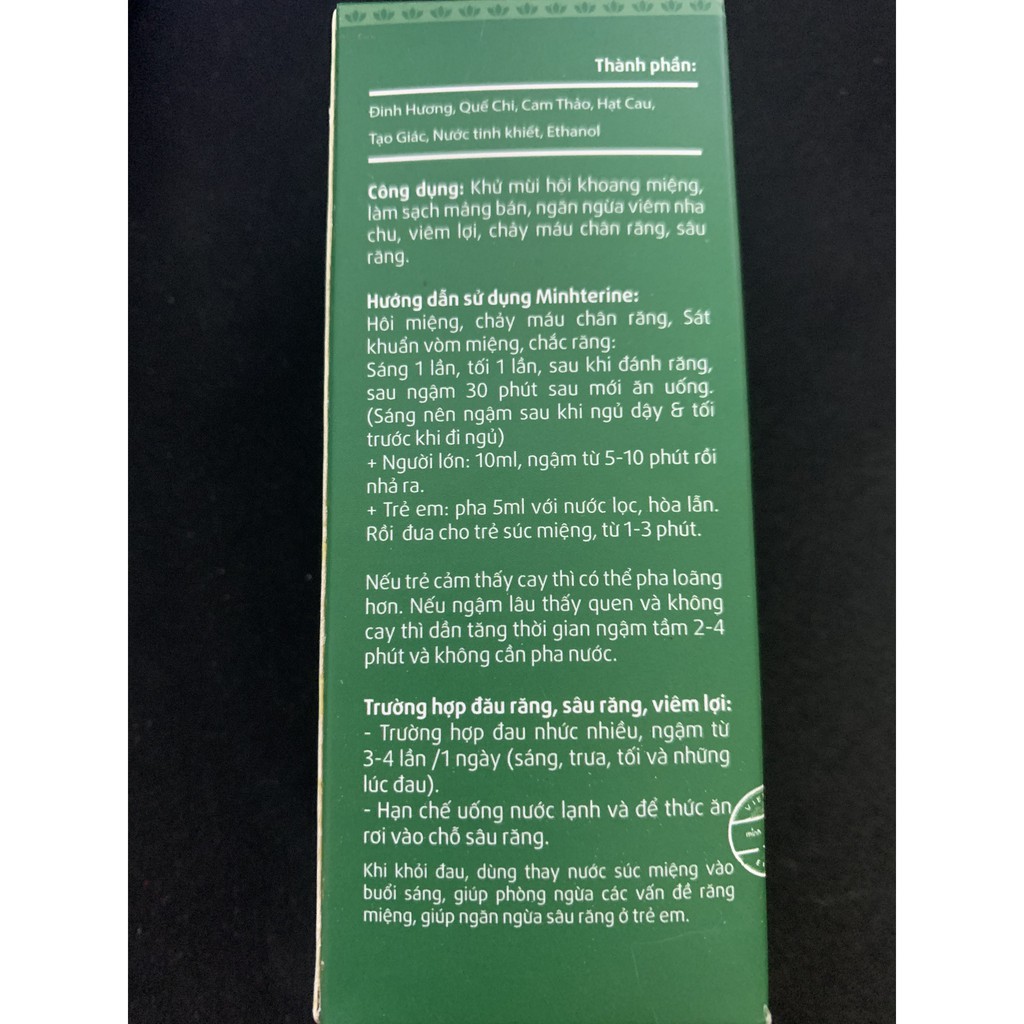 Thành phần:
Đinh Hương, Quế Chi, Cam Thảo, Hạt Cau,
Tạo Giác, Nước tinh khiết, Ethanol
Công dụng: Khử mùi hôi khoang miệng,
làm sạch mảng bán, ngăn ngừa viêm nha
chu, viêm lợi, chảy máu chân răng, sâu
răng.
Hướng dẫn sử dụng Minhterine:
Hôi miệng, chảy máu chân răng, Sát
khuẩn vòm miệng, chắc răng:
Sáng 1 lần, tối 1 lần, sau khi đánh răng,
sau ngậm 30 phút sau mới ăn uống.
(Sáng nên ngậm sau khi ngủ dậy & tối
trước khi đi ngủ)
+ Người lớn: 10ml, ngậm từ 5-10 phút rồi
nhả ra.
+ Trẻ em: pha 5ml với nước lọc, hòa lẫn.
Rồi đưa cho trẻ súc miệng, từ 1-3 phút.
Nếu trẻ cảm thấy cay thì có thể pha loãng
hơn. Nếu ngậm lâu thấy quen và không
cay thì dần tăng thời gian ngậm tầm 2-4
phút và không cần pha nước.
Trường hợp đău răng, sâu răng, viêm lợi:
- Trường hợp đau nhức nhiều, ngậm từ
3-4 lần /1 ngày (sáng, trưa, tối và những
lúc đau).
- Hạn chế uống nước lạnh và để thức ăn
rơi vào chỗ sâu răng.
Khi khỏi đau, dùng thay nước súc miệng vào
buổi sáng, giúp phòng ngừa các vấn đề răng
miệng, giúp ngăn ngừa sâu răng ở trẻ em.